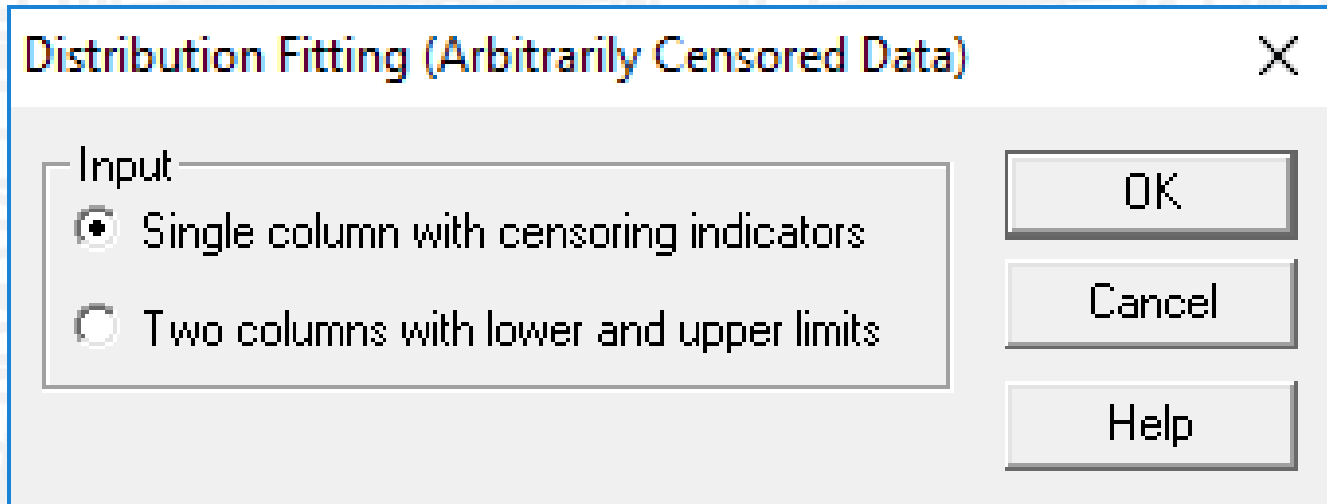 Distribution Fitting (Arbitrarily Censored Data)
Input
Single column with censoring indicators
Two columns with lower and upper limits
OK
Cancel
Help